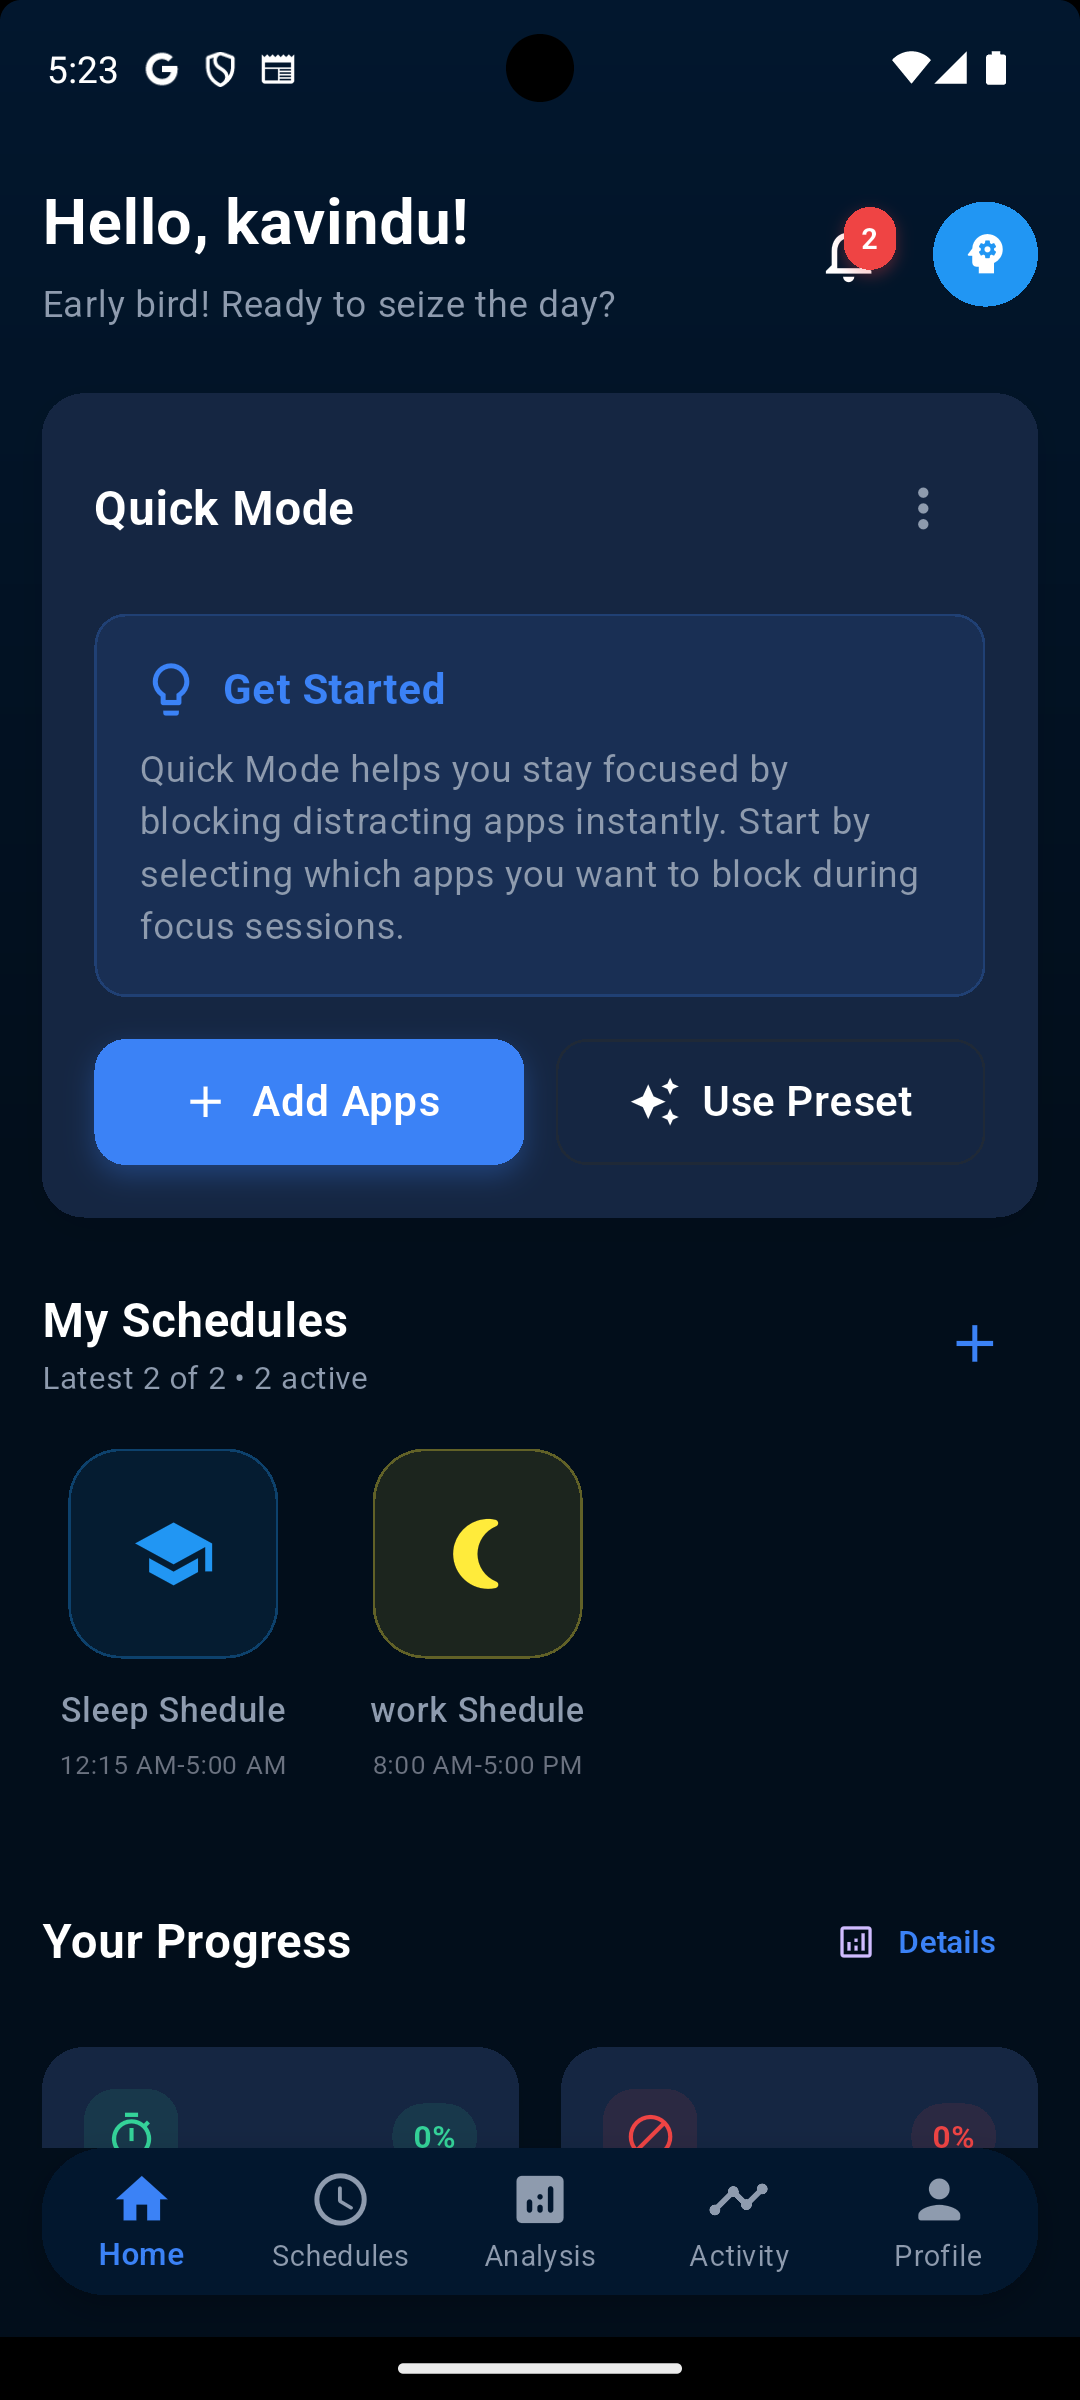 5:23
Hello, kavindu!
2
Early bird! Ready to seize the day?
Quick Mode
Get Started
Quick Mode helps you stay focused by
blocking distracting apps instantly. Start by
selecting which apps you want to block during
focus sessions.
Add Apps
Use Preset
My Schedules
Latest 2 of 2 • 2 active
Sleep Shedule
work Shedule
12:15 AM-5:00 AM
8:00 AM-5:00 PM
Your Progress
Details
0%
0%
Home
Schedules
Analysis
Activity
Profile